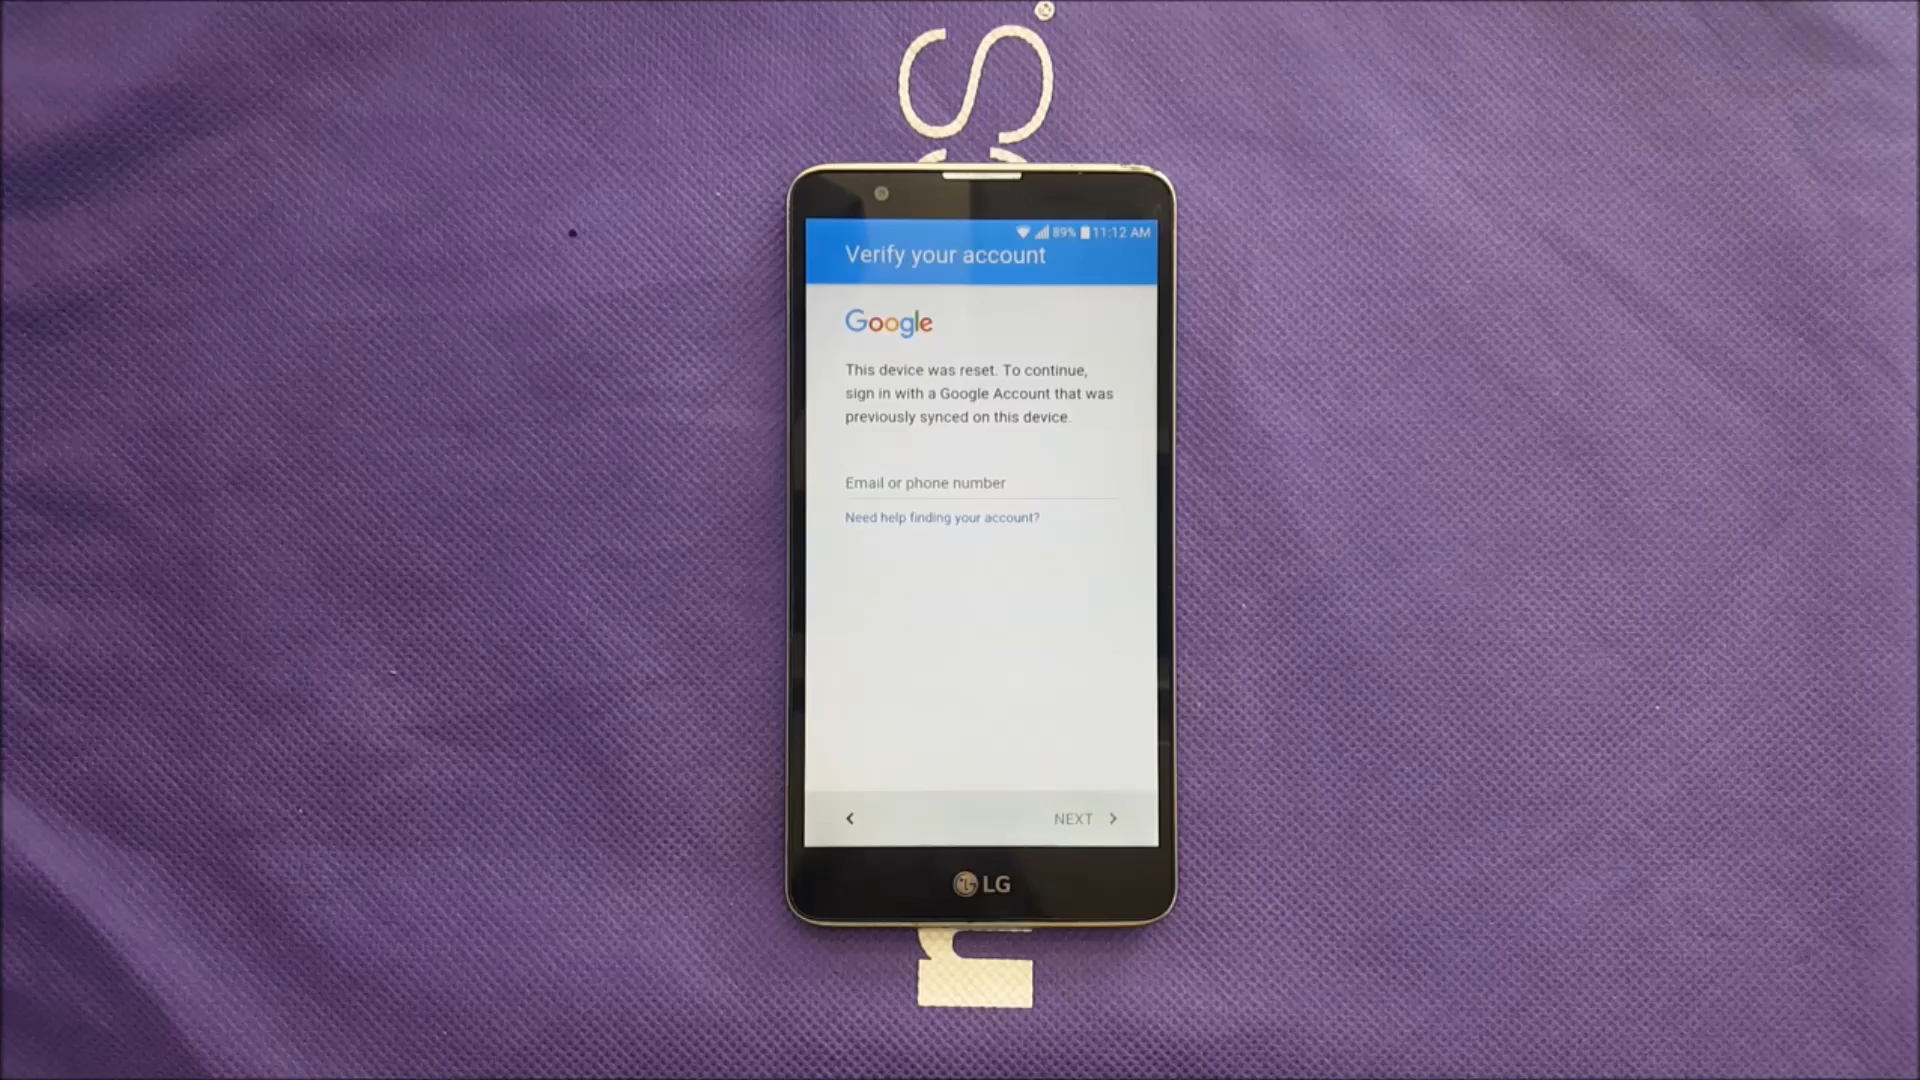 S.
89% 11:12 AM
Verify your account
Google
This device was reset. To continue,
sign in with a Google Account that was
previously synced on this device.
Email or phone number
Need help finding your account?
NEXT
LG